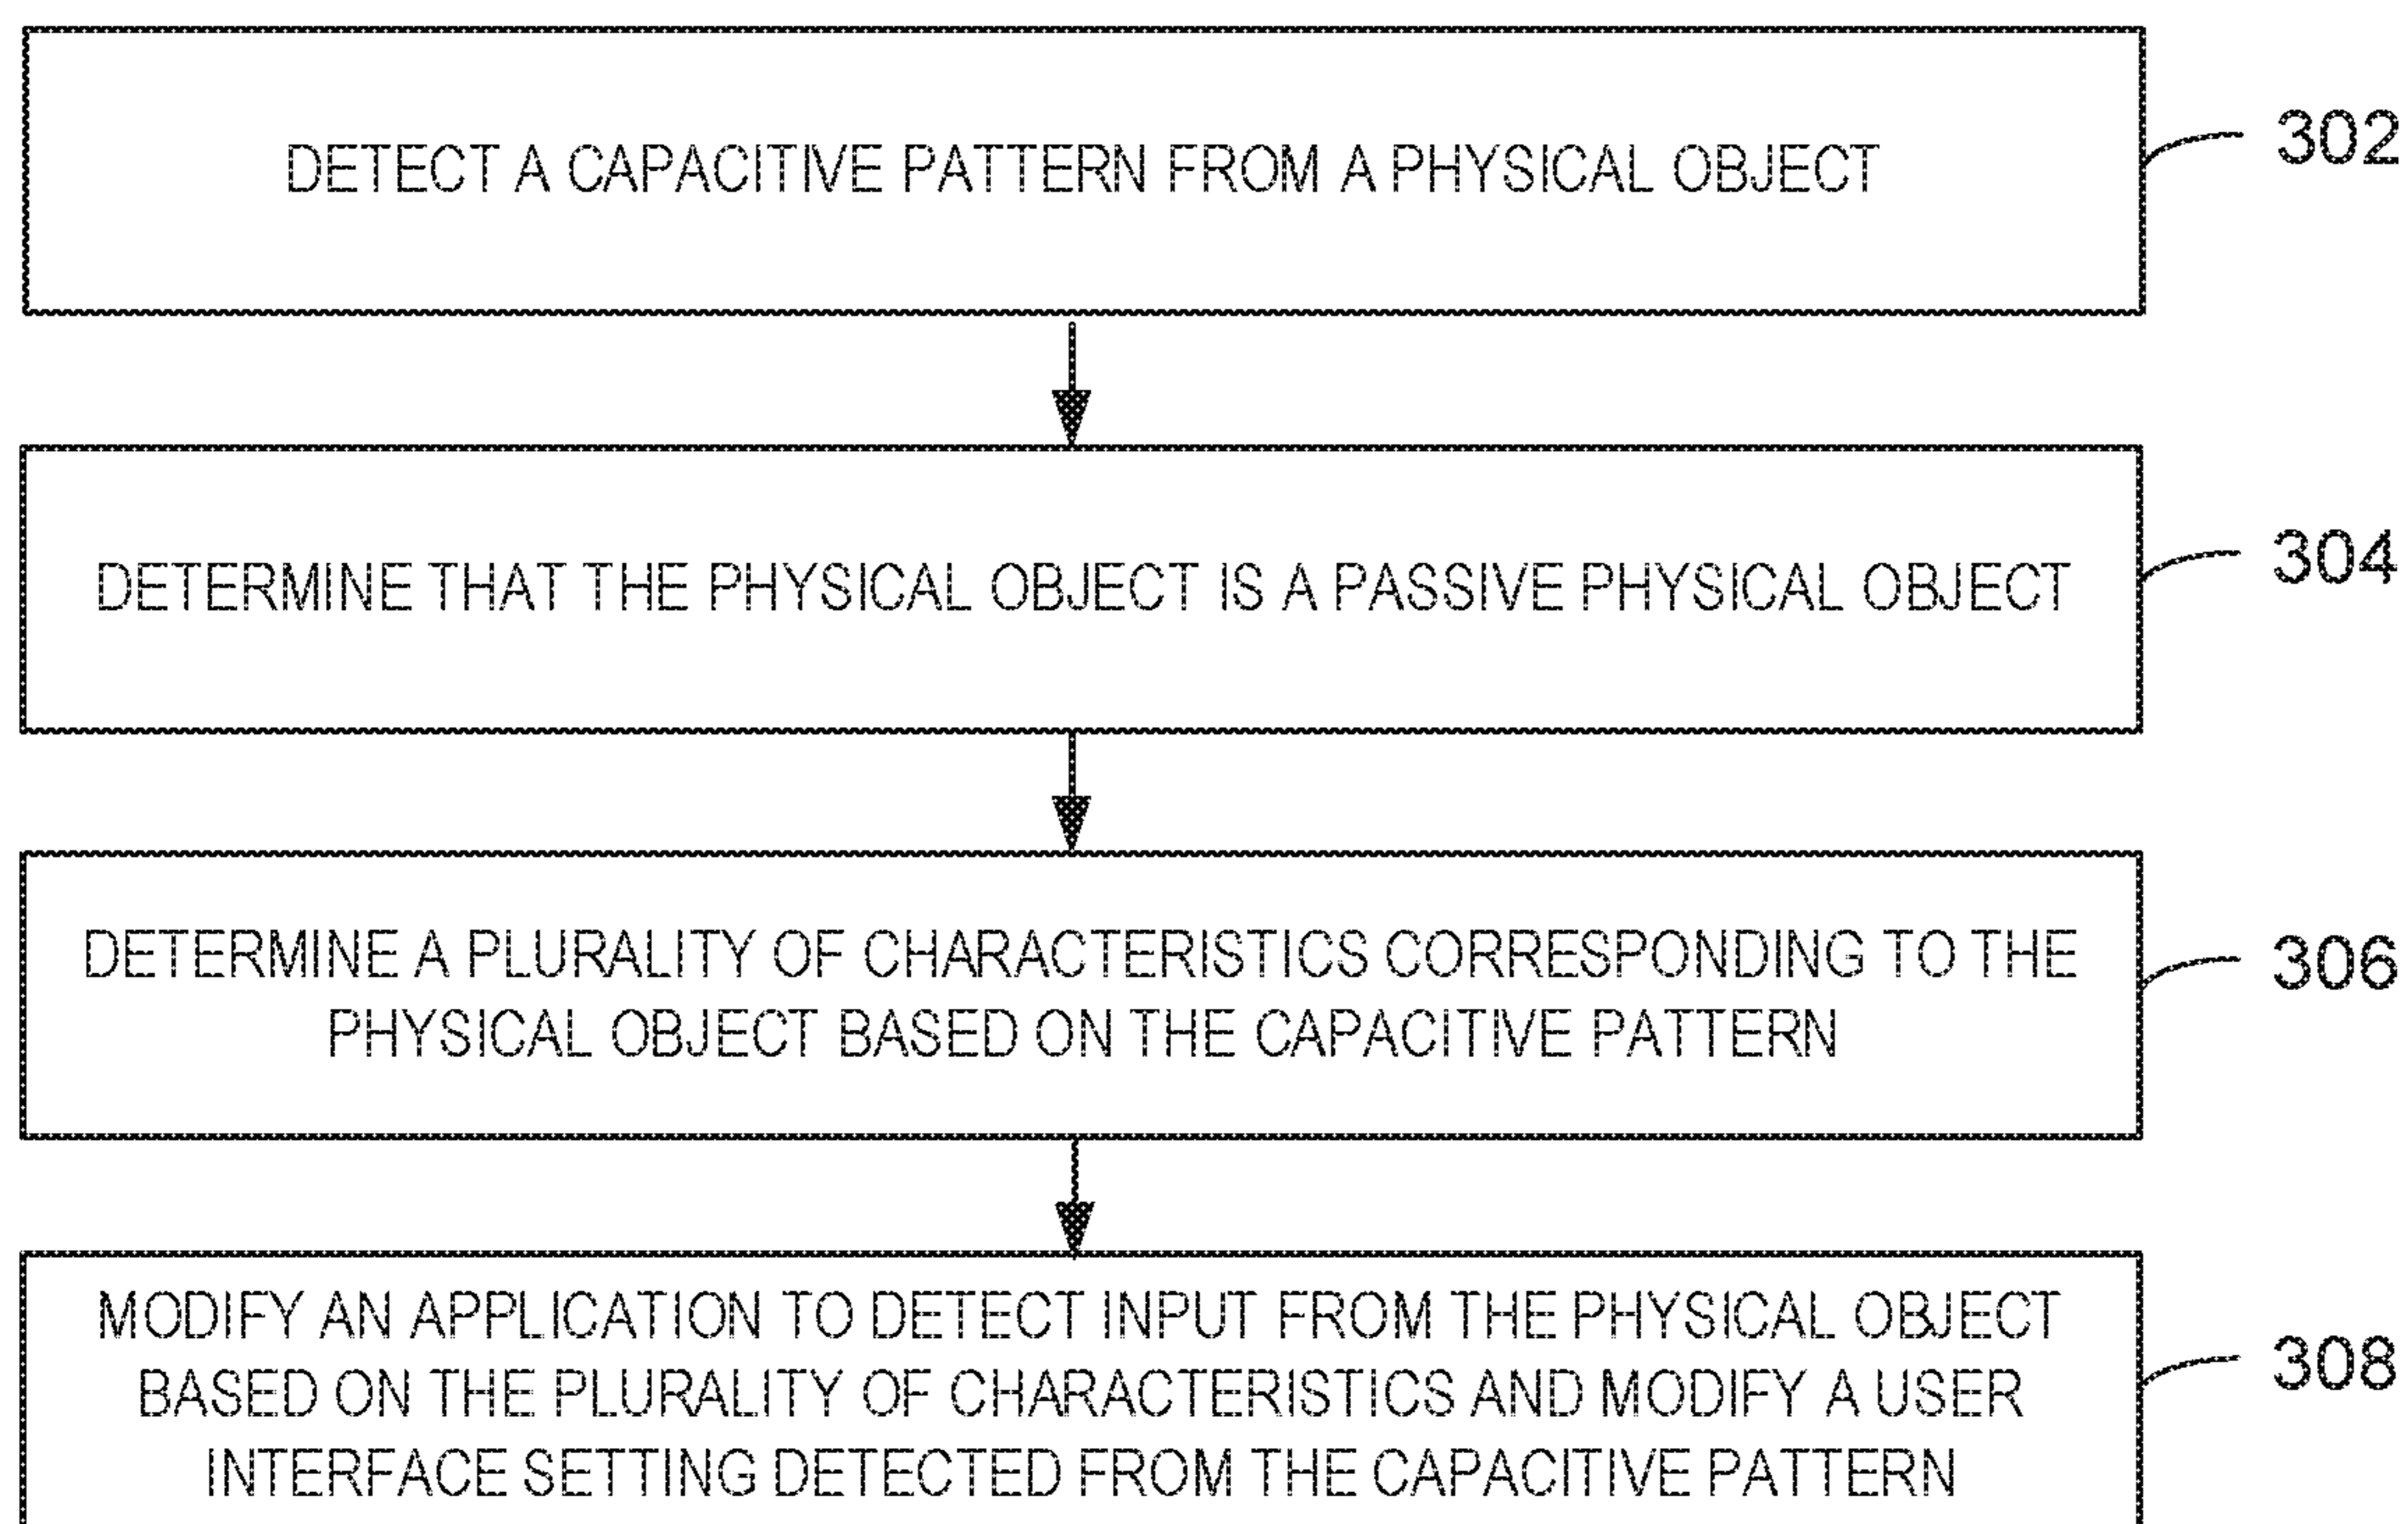 DETECT A CAPACITIVE PATTERN FROM A PHYSICAL OBJECT
302
DETERMINE THAT THE PHYSICAL OBJECT IS A PASSIVE PHYSICAL OBJECT
304
DETERMINE A PLURALITY OF CHARACTERISTICS CORRESPONDING TO THE
PHYSICAL OBJECT BASED ON THE CAPACITIVE PATTERN
306
MODIFY AN APPLICATION TO DETECT INPUT FROM THE PHYSICAL OBJECT
BASED ON THE PLURALITY OF CHARACTERISTICS AND MODIFY A USER
INTERFACE SETTING DETECTED FROM THE CAPACITIVE PATTERN
308